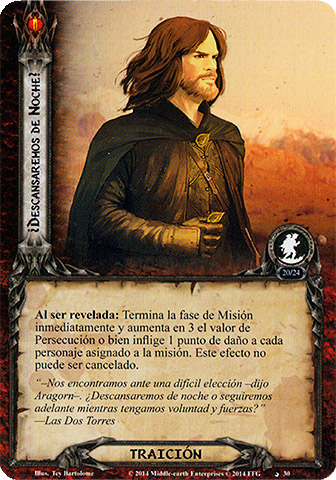 ¿Descansaremos de Noche?
20/24
Al ser revelada: Termina la fase de Misión
inmediatamente y aumenta en 3 el valor de
Persecución o bien inflige 1 punto de daño a cada
personaje asignado a la misión. Este efecto no
puede ser cancelado.
“–Nos encontramos ante una difícil elección –dijo
Aragorn–. ¿Descansaremos de noche o seguiremos
adelante mientras tengamos voluntad y fuerzas?”
—Las Dos Torres
TRAICIÓN
Illus. Tey Bartolome © 2014 Middle-earth Enterprises © 2014 FFG 30